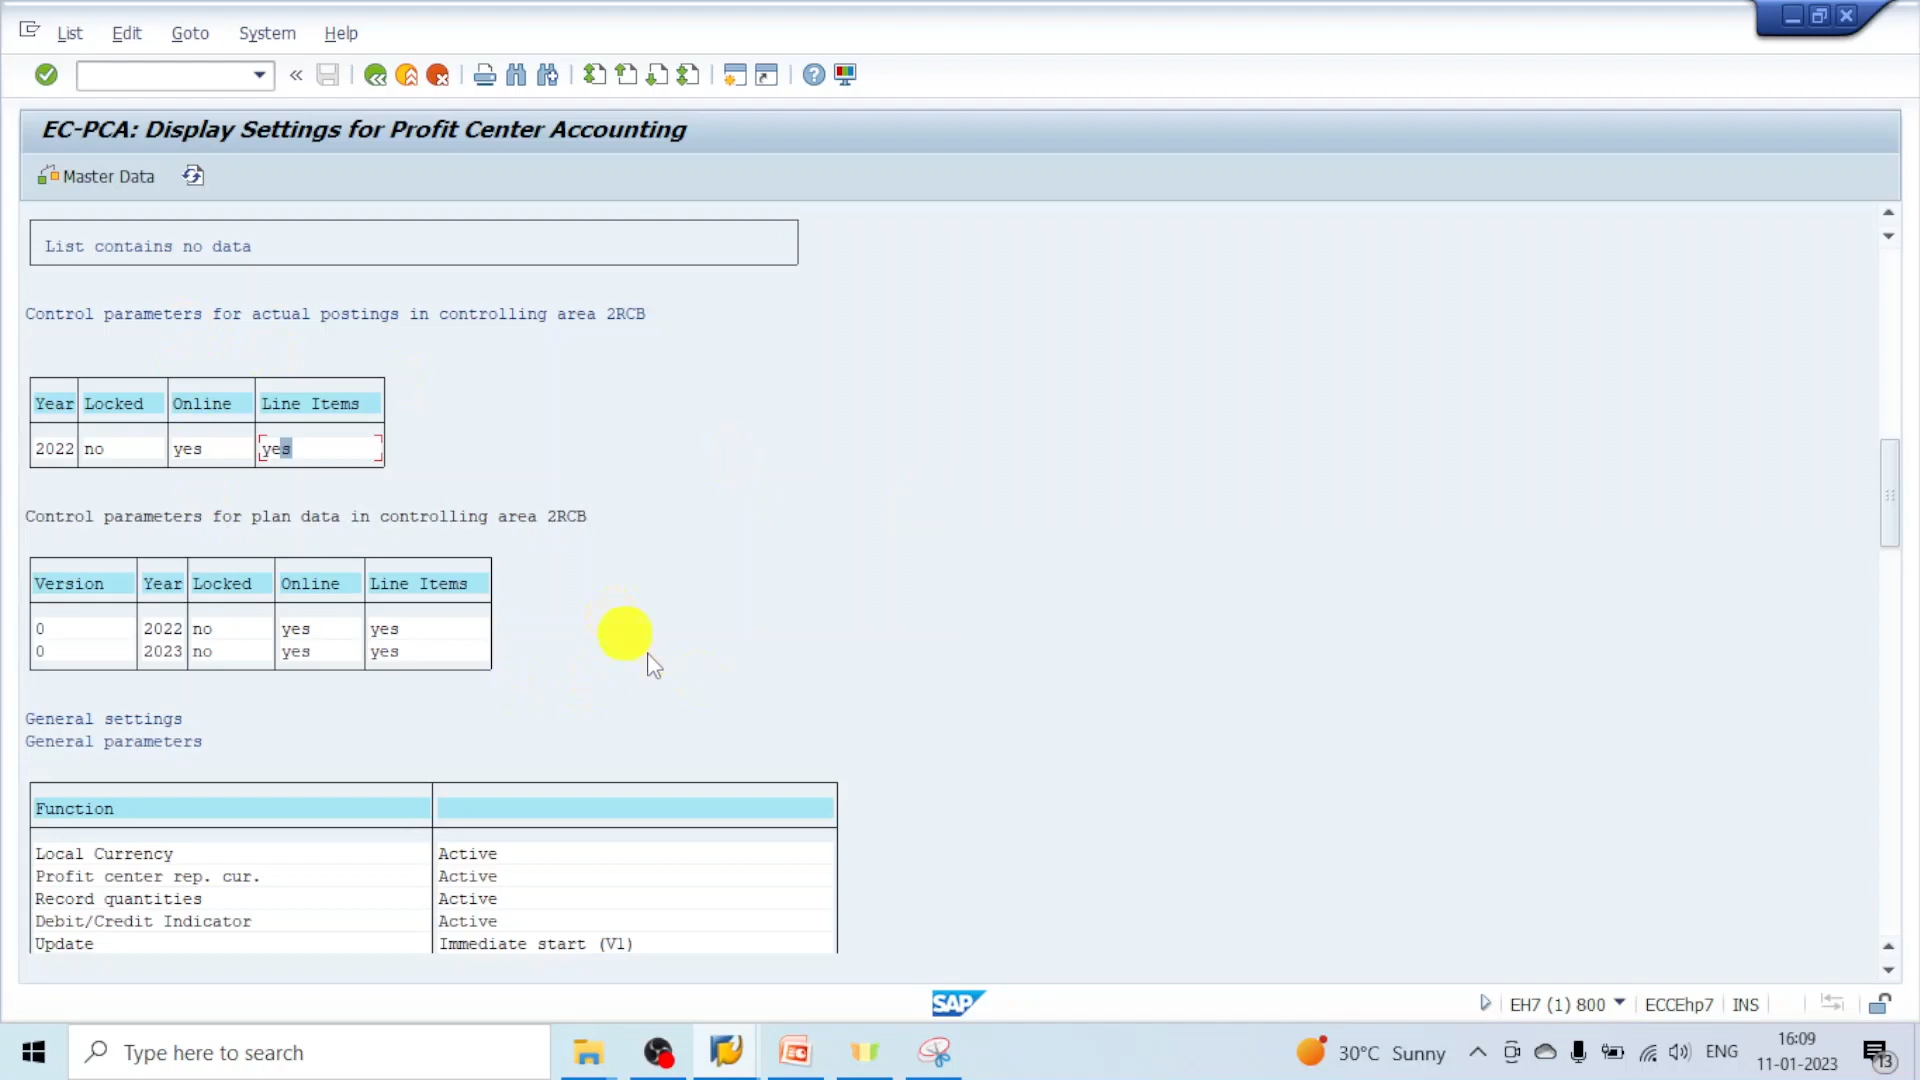 List Edit Goto System Help
EC-PCA: Display Settings for Profit Center Accounting
Master Data
List contains no data
Control parameters for actual postings in controlling area 2RCB
Year Locked Online Line Items
2022 no yes yes
Control parameters for plan data in controlling area 2RCB
Version Year Locked Online Line Items
0 2022 no yes yes
0 2023 no yes yes
General settings
General parameters
Function
Local Currency Active
Profit center rep. cur. Active
Record quantities Active
Debit/Credit Indicator Active
Update Immediate start (V1)
SAP EH7 (1) 800 ECCEhp7 INS
Type here to search
30°C Sunny
ENG
16:09
11-01-2023
13